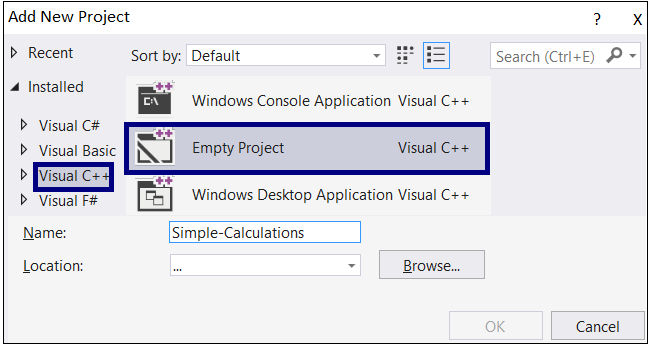 Add New Project
? X
Recent
Sort by: Default
Search (Ctrl+E)
Installed
Windows Console Application Visual C++
Visual C#
Visual Basic
Empty Project Visual C++
Visual C++
Windows Desktop Application Visual C++
Visual F#
Name: Simple-Calculations
Location: ...
Browse...
OK Cancel